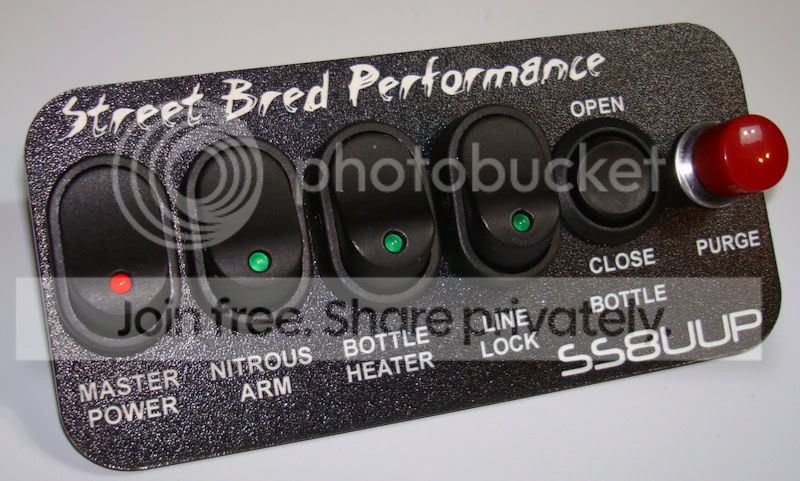 Street Bred Performance
OPEN
photobucket
CLOSE
PURGE
Join free. Share privately.
BOTTLE
MASTER
POWER
NITROUS
ARM
BOTTLE
HEATER
LINE
LOCK
SS8UUP